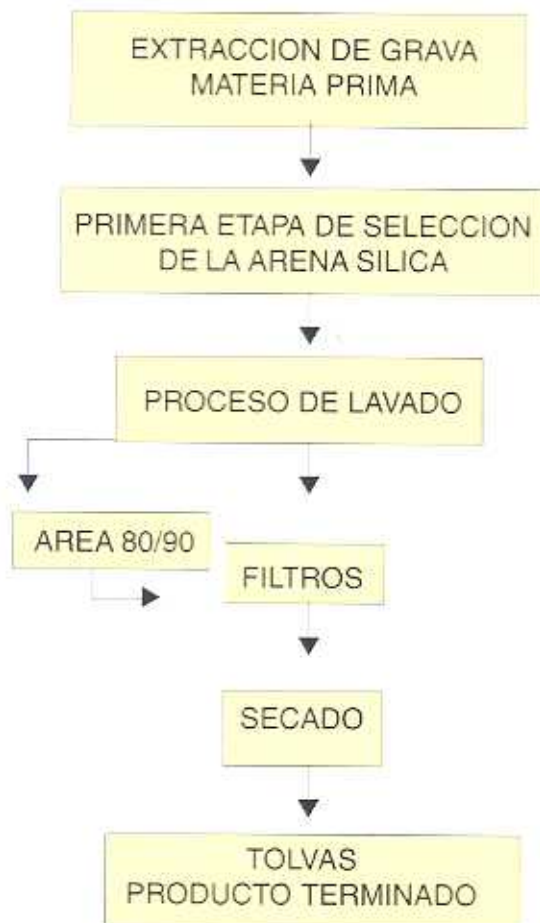 EXTRACCION DE GRAVA
MATERIA PRIMA
PRIMERA ETAPA DE SELECCION
DE LA ARENA SILICA
PROCESO DE LAVADO
AREA 80/90
FILTROS
SECADO
TOLVAS
PRODUCTO TERMINADO